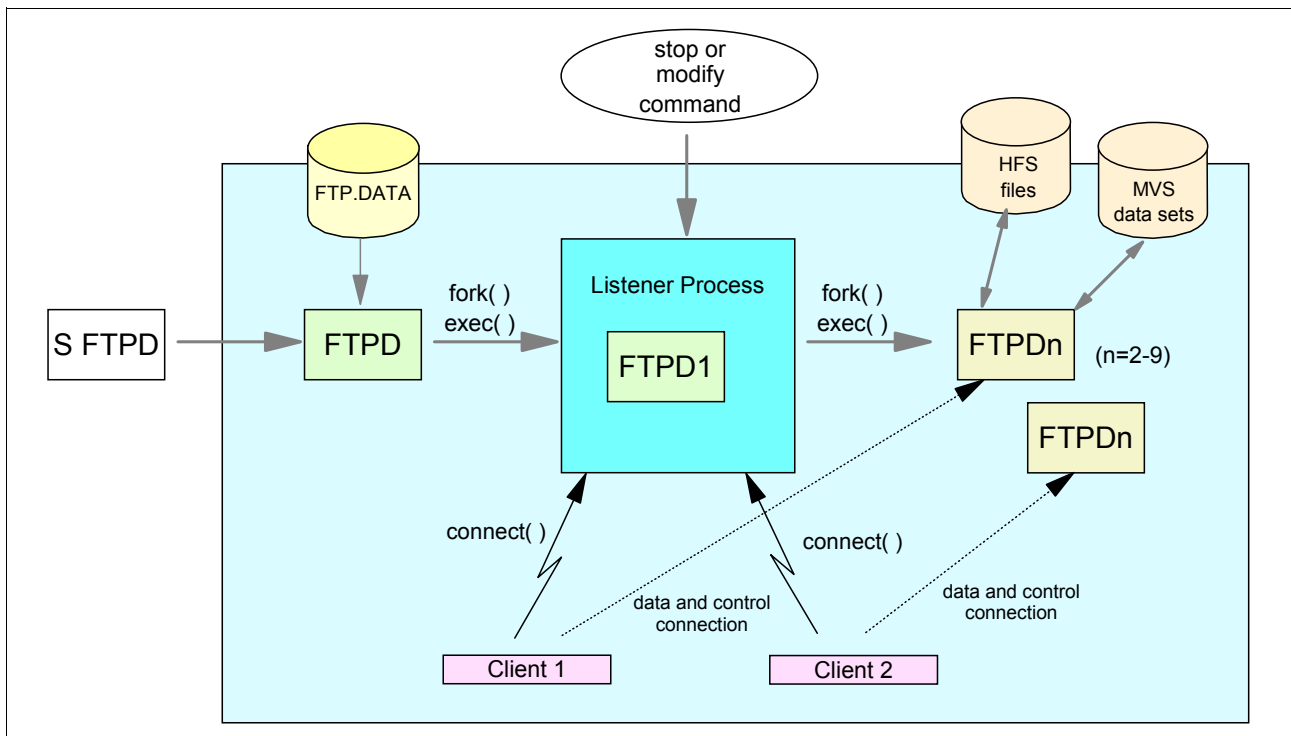 stop or
modify
command
FTP.DATA
HFS
files
MVS
data sets
S FTPD
FTPD
fork( )
exec( )
Listener Process
FTPD1
fork( )
exec( )
FTPDn
(n=2-9)
FTPDn
connect( )
connect( )
data and control
connection
data and control
connection
Client 1
Client 2